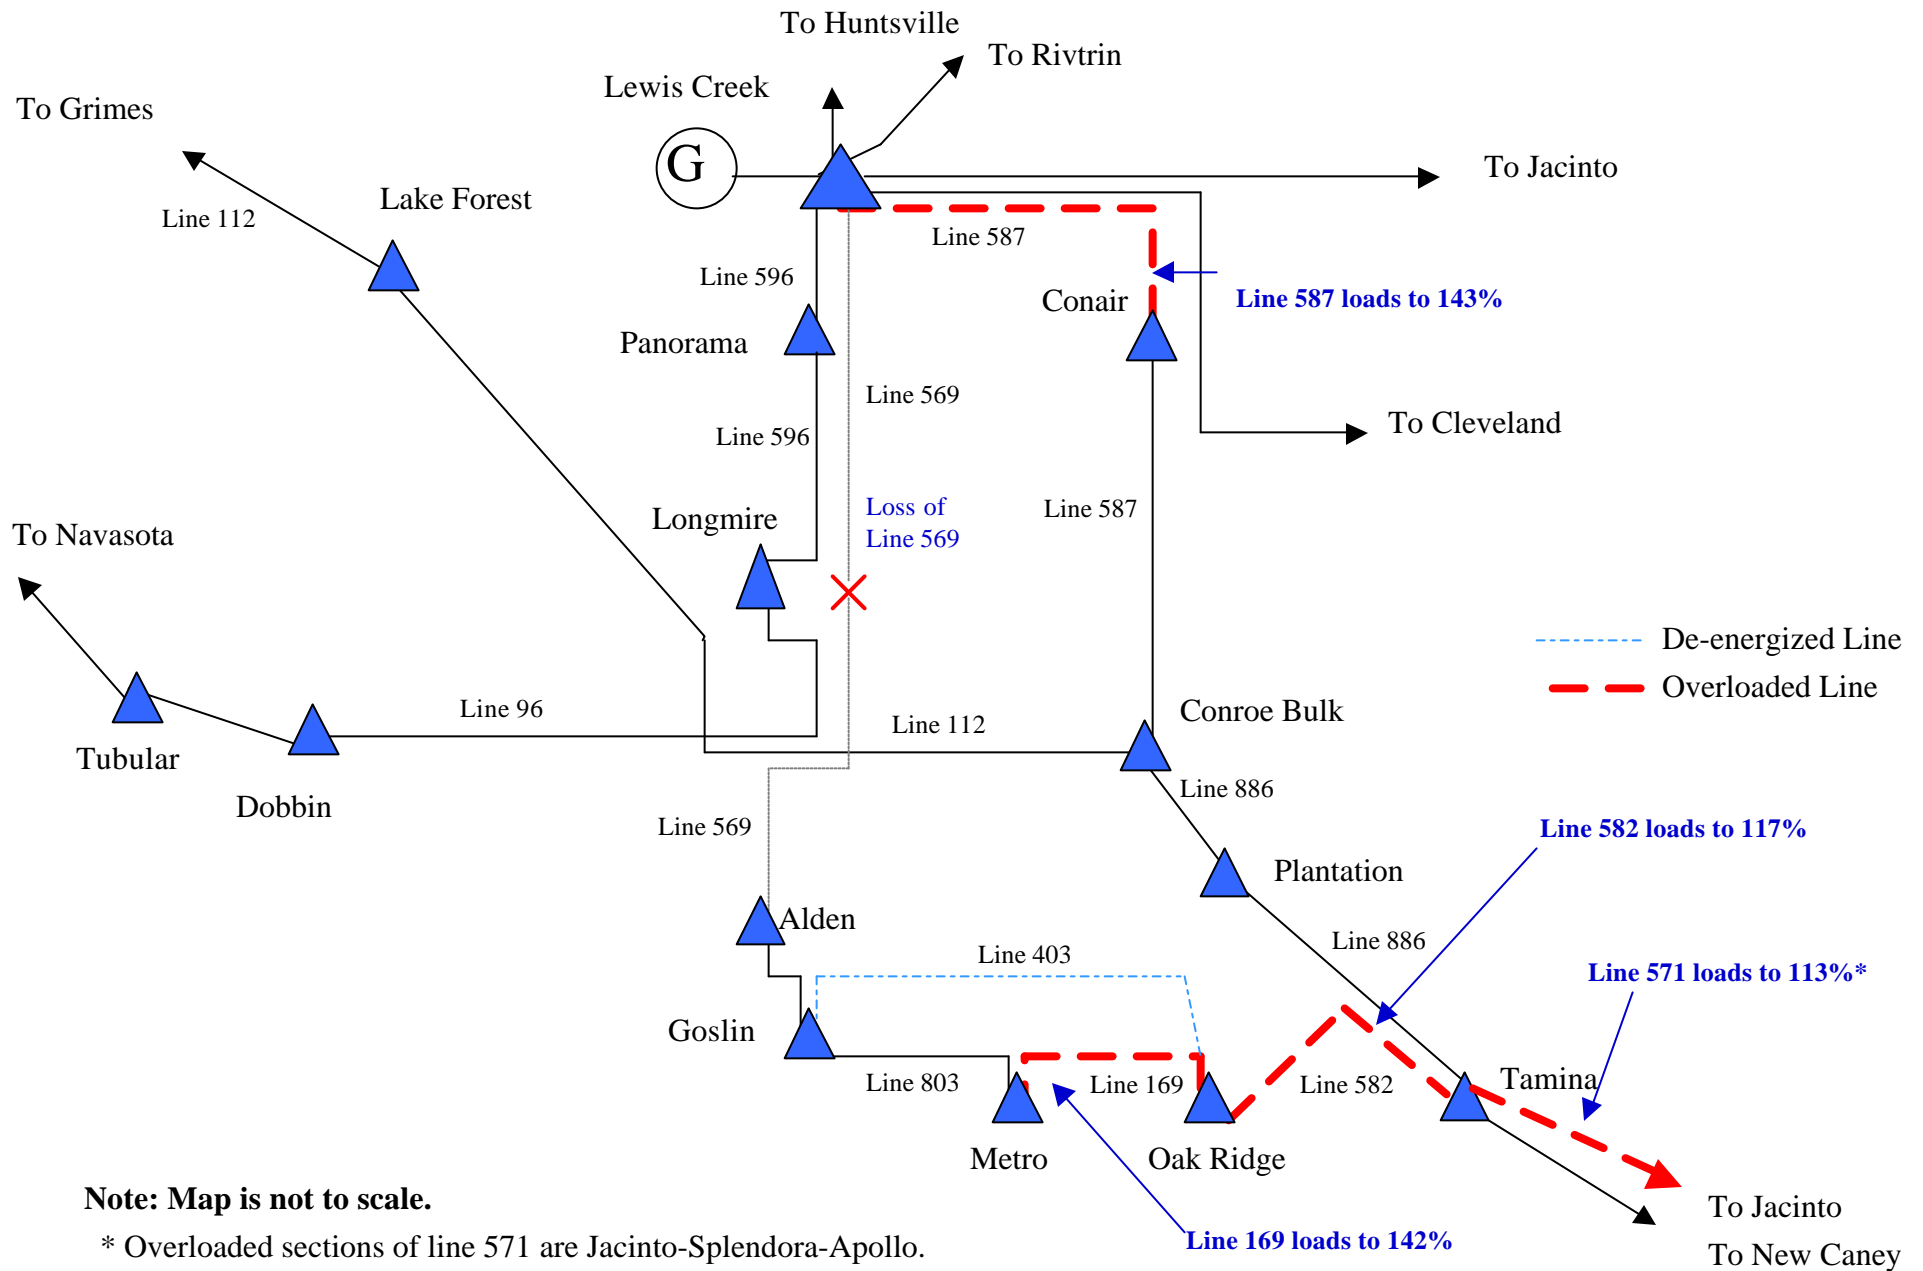 To Huntsville
To Rivtrin
Lewis Creek
To Grimes
G
To Jacinto
Lake Forest
Line 112
Line 587
Line 596
Conair
Line 587 loads to 143%
Panorama
Line 569
To Cleveland
Line 596
Longmire
Loss of
Line 569
Line 587
To Navasota
De-energized Line
Overloaded Line
Line 96
Line 112
Conroe Bulk
Tubular
Dobbin
Line 886
Line 569
Line 582 loads to 117%
Plantation
Alden
Line 403
Line 886
Line 571 loads to 113%*
Goslin
Line 803
Line 169
Line 582
Tamina
Metro
Oak Ridge
Note: Map is not to scale.
To Jacinto
* Overloaded sections of line 571 are Jacinto-Splendora-Apollo.
Line 169 loads to 142%
To New Caney